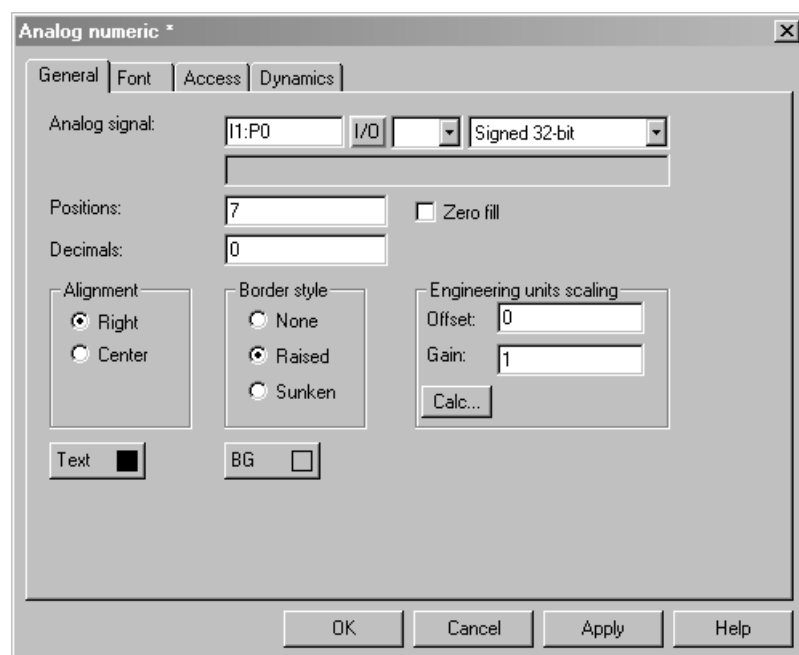 Analog numeric *
General Font Access Dynamics
Analog signal: I1:P0 I/O Signed 32-bit
Positions: 7 Zero fill
Decimals: 0
Alignment Border style Engineering units scaling
Right None Offset: 0
Center Raised Gain: 1
Sunken Calc...
Text BG
OK Cancel Apply Help